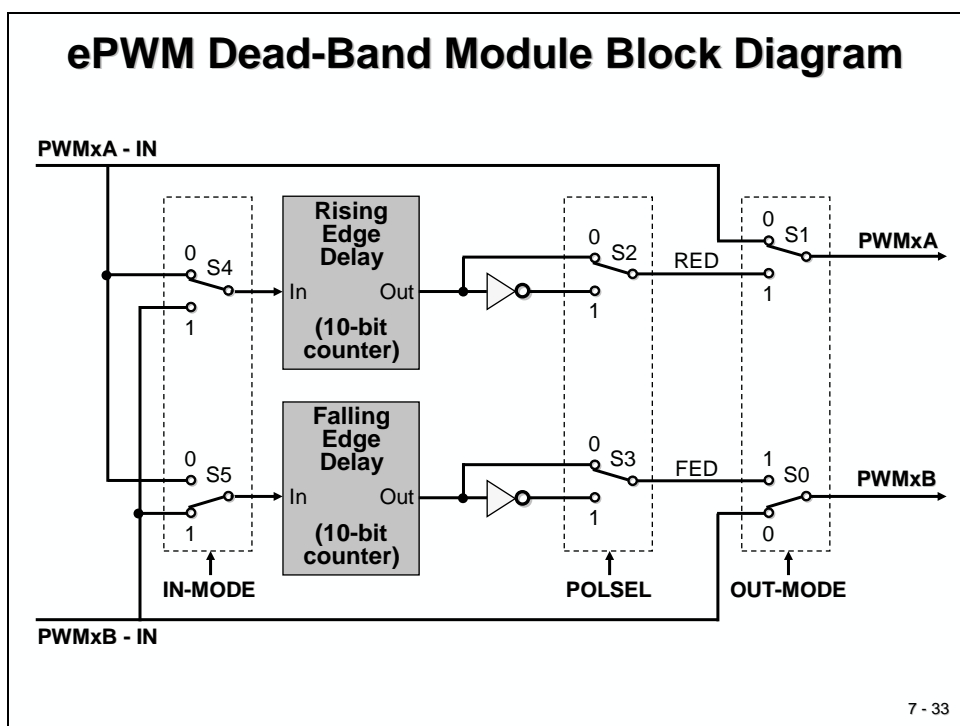 ePWM Dead-Band Module Block Diagram
PWMxA - IN
Rising
Edge
Delay
0
S4
In
Out
1
(10-bit
counter)
0
S2
RED
1
0
S1
PWMxA
1
Falling
Edge
Delay
0
S5
In
Out
1
(10-bit
counter)
0
S3
FED
1
1
S0
PWMxB
0
IN-MODE
POLSEL
OUT-MODE
PWMxB - IN
7 - 33